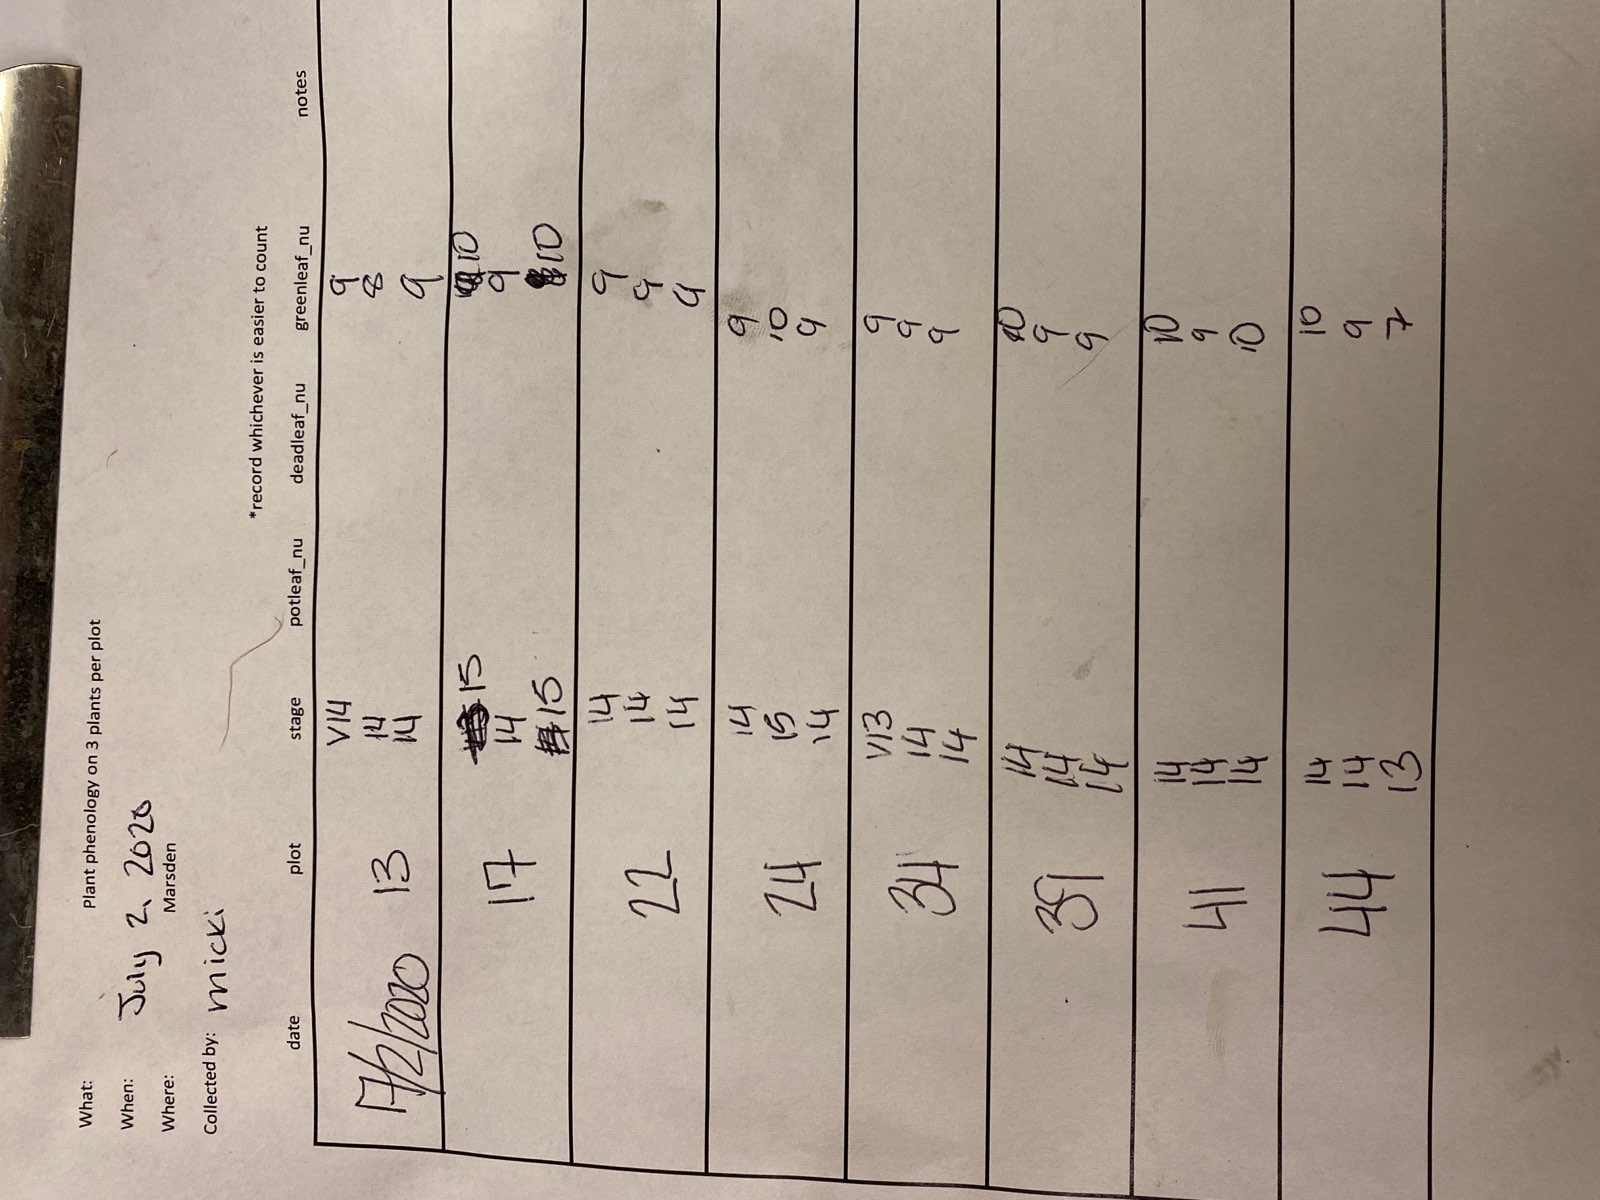 What: Plant phenology on 3 plants per plot
When: July 2, 2020
Where: Marsden
Collected by: micki
*record whichever is easier to count
date plot stage potleaf_nu deadleaf_nu greenleaf_nu notes
V14 9
7/2/2020 13 14 8
14 9
15 10
17 14 9
15 10
14 9
22 14 9
14 9
14 9
24 15 10
14 9
V13 9
34 14 9
14 9
14 10
39 14 9
14 9
14 10
41 14 9
14 10
14 10
44 14 9
13 7